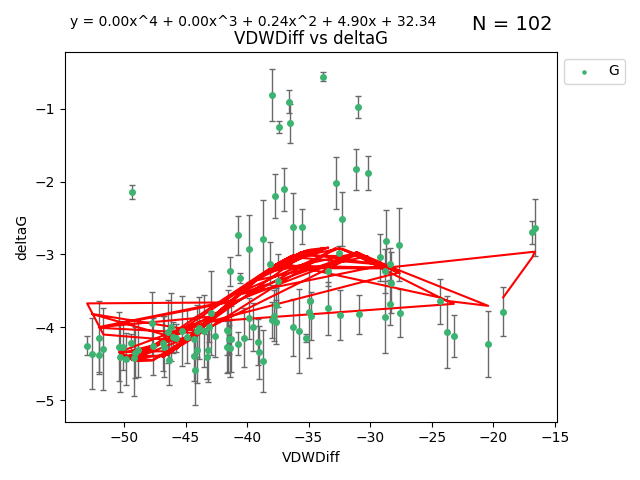 y = 0.00x^4 + 0.00x^3 + 0.24x^2 + 4.90x + 32.34
N = 102
VDWDiff vs deltaG
G
−1
−2
−3
−4
−5
deltaG
−50 −45 −40 −35 −30 −25 −20 −15
VDWDiff